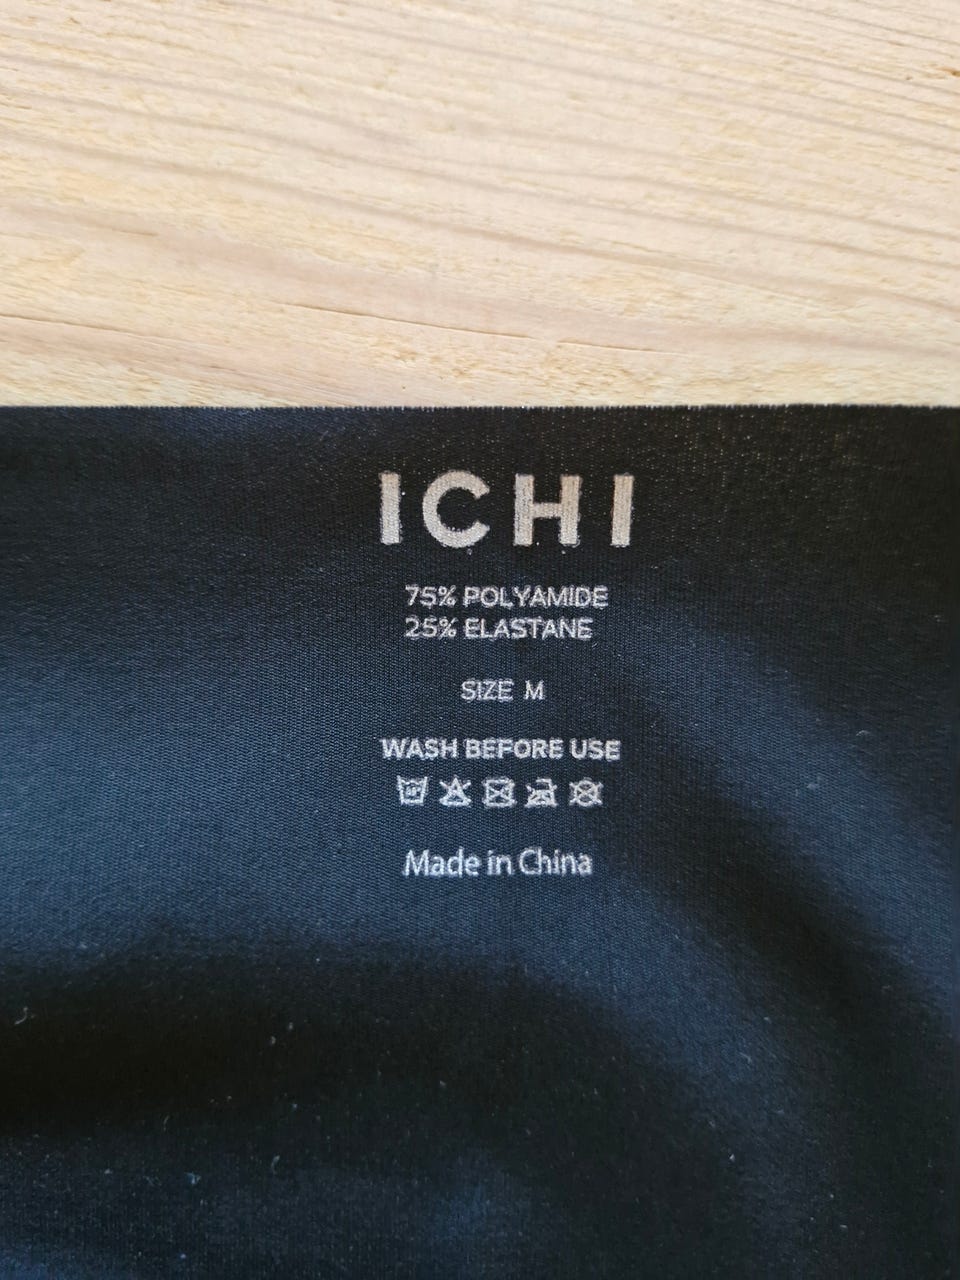 ICHI
75% POLYAMIDE
25% ELASTANE
SIZE M
WASH BEFORE USE
Made in China